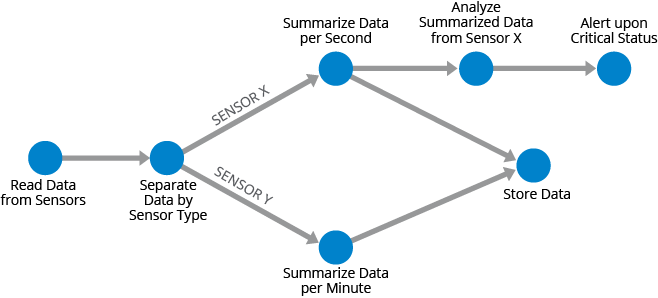 Summarize Data
per Second
Analyze
Summarized Data
from Sensor X
Alert upon
Critical Status
SENSOR X
Read Data
from Sensors
Separate
Data by
Sensor Type
SENSOR Y
Store Data
Summarize Data
per Minute